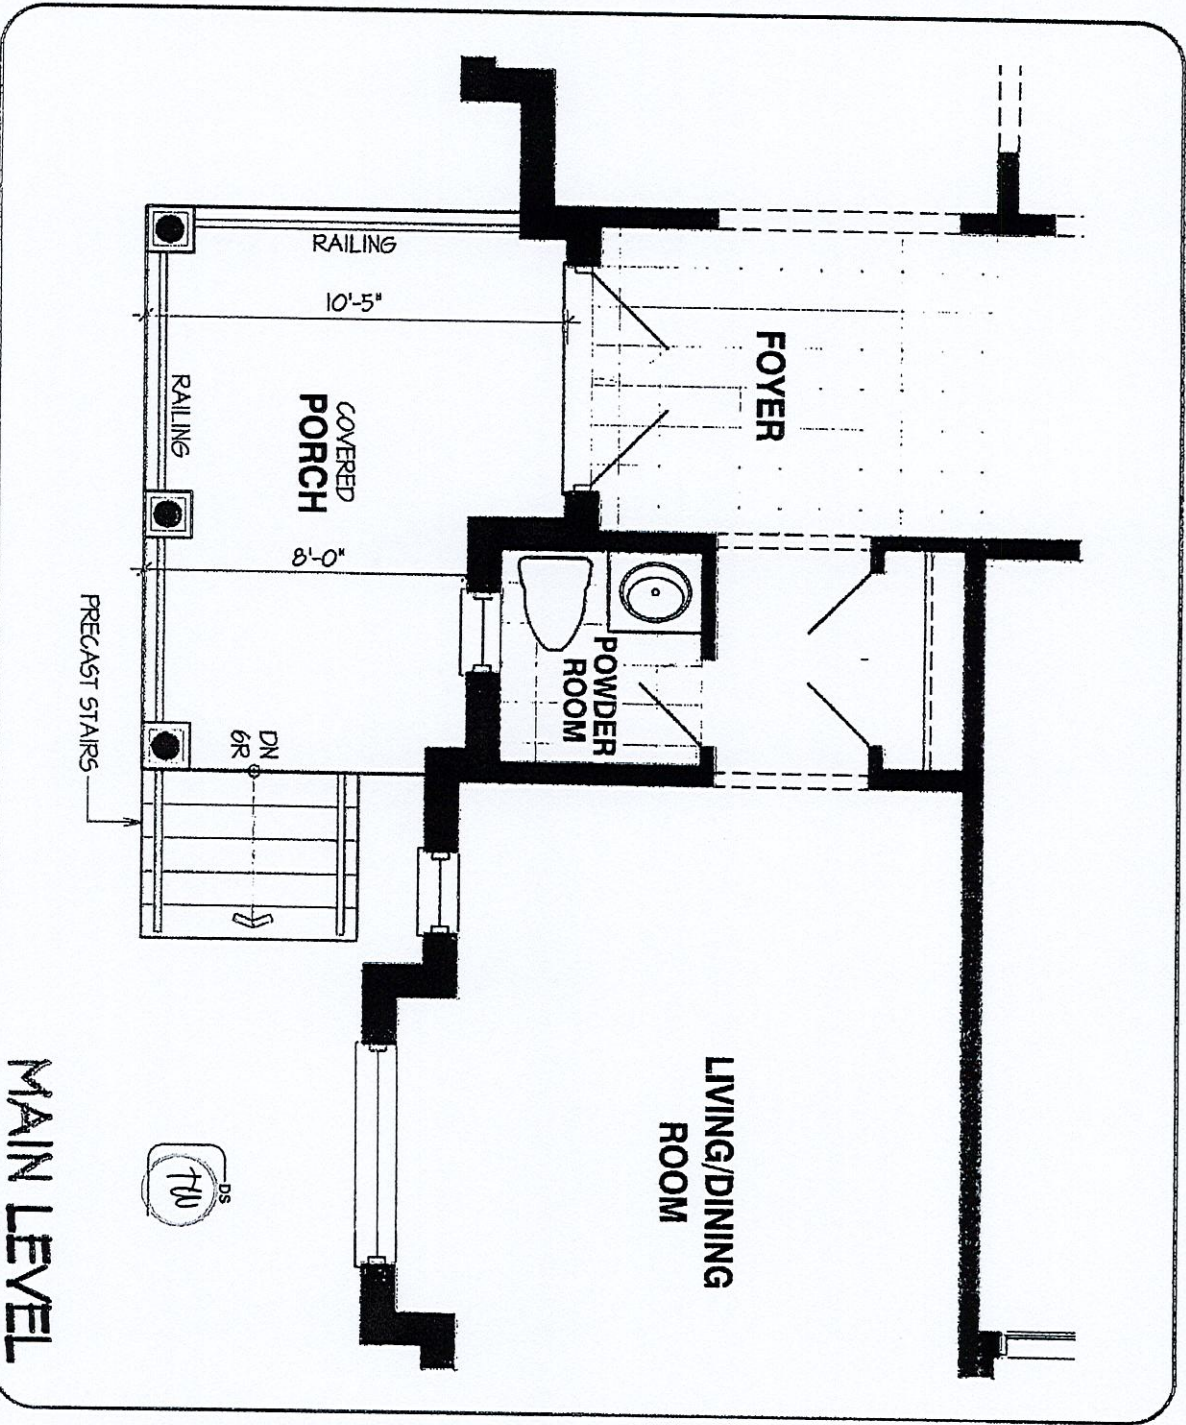 FOYER
LIVING/DINING
ROOM
POWDER
ROOM
RAILING
10'-5"
COVERED
PORCH
8'-0"
RAILING
DN
6R
PRECAST STAIRS
DS
TW
MAIN LEVEL